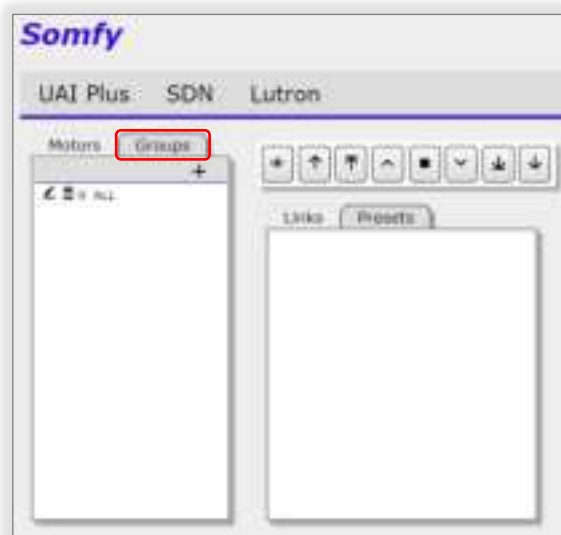 Somfy
UAI Plus SDN Lutron
Motors Groups
+
ALL
Links Presets